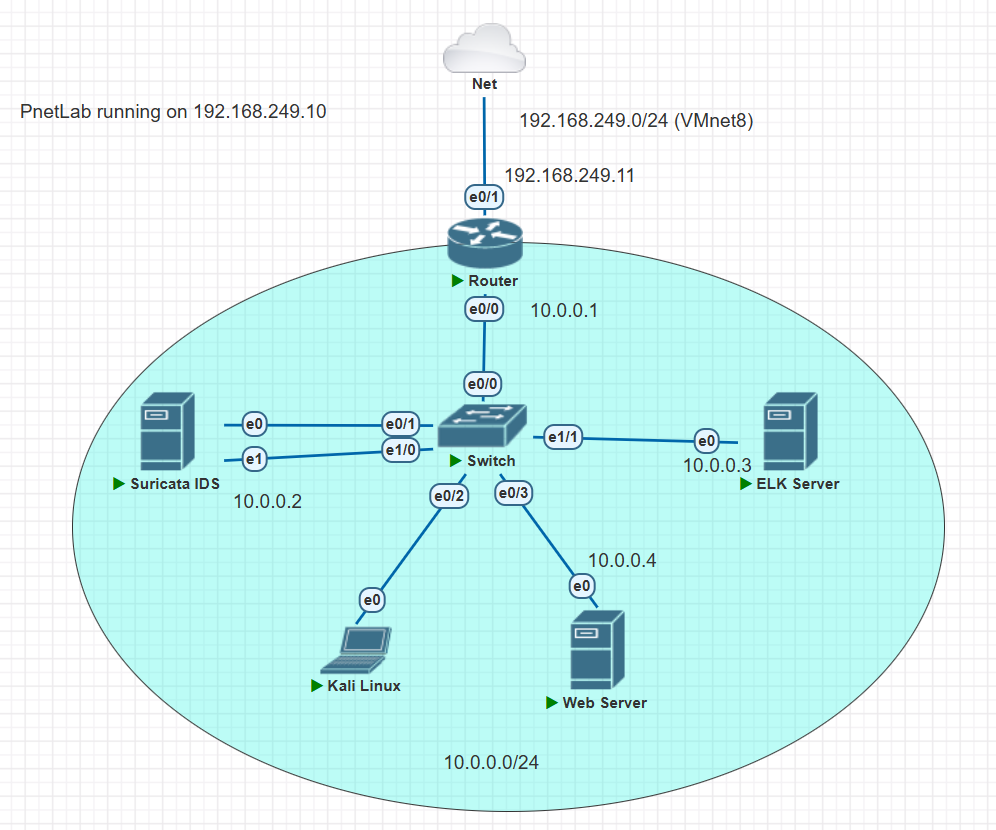 Net
PnetLab running on 192.168.249.10
192.168.249.0/24 (VMnet8)
192.168.249.11
e0/1
Router
e0/0
10.0.0.1
e0/0
e0
e0/1
e1/1
e0
e1
e1/0
Switch
10.0.0.3
Suricata IDS
ELK Server
10.0.0.2
e0/2
e0/3
10.0.0.4
e0
e0
Kali Linux
Web Server
10.0.0.0/24